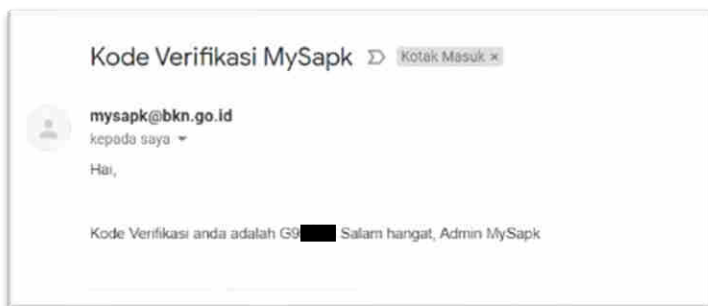 Kode Verifikasi MySapk Kotak Masuk ×
mysapk@bkn.go.id
kepada saya
Hai,
Kode Verifikasi anda adalah G9 Salam hangat, Admin MySapk